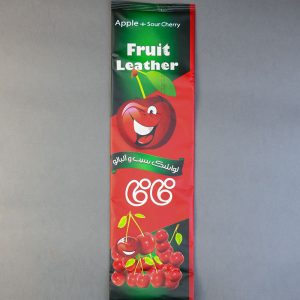 Apple + Sour Cherry
Fruit
Leather
لواشک سیب و آلبالو